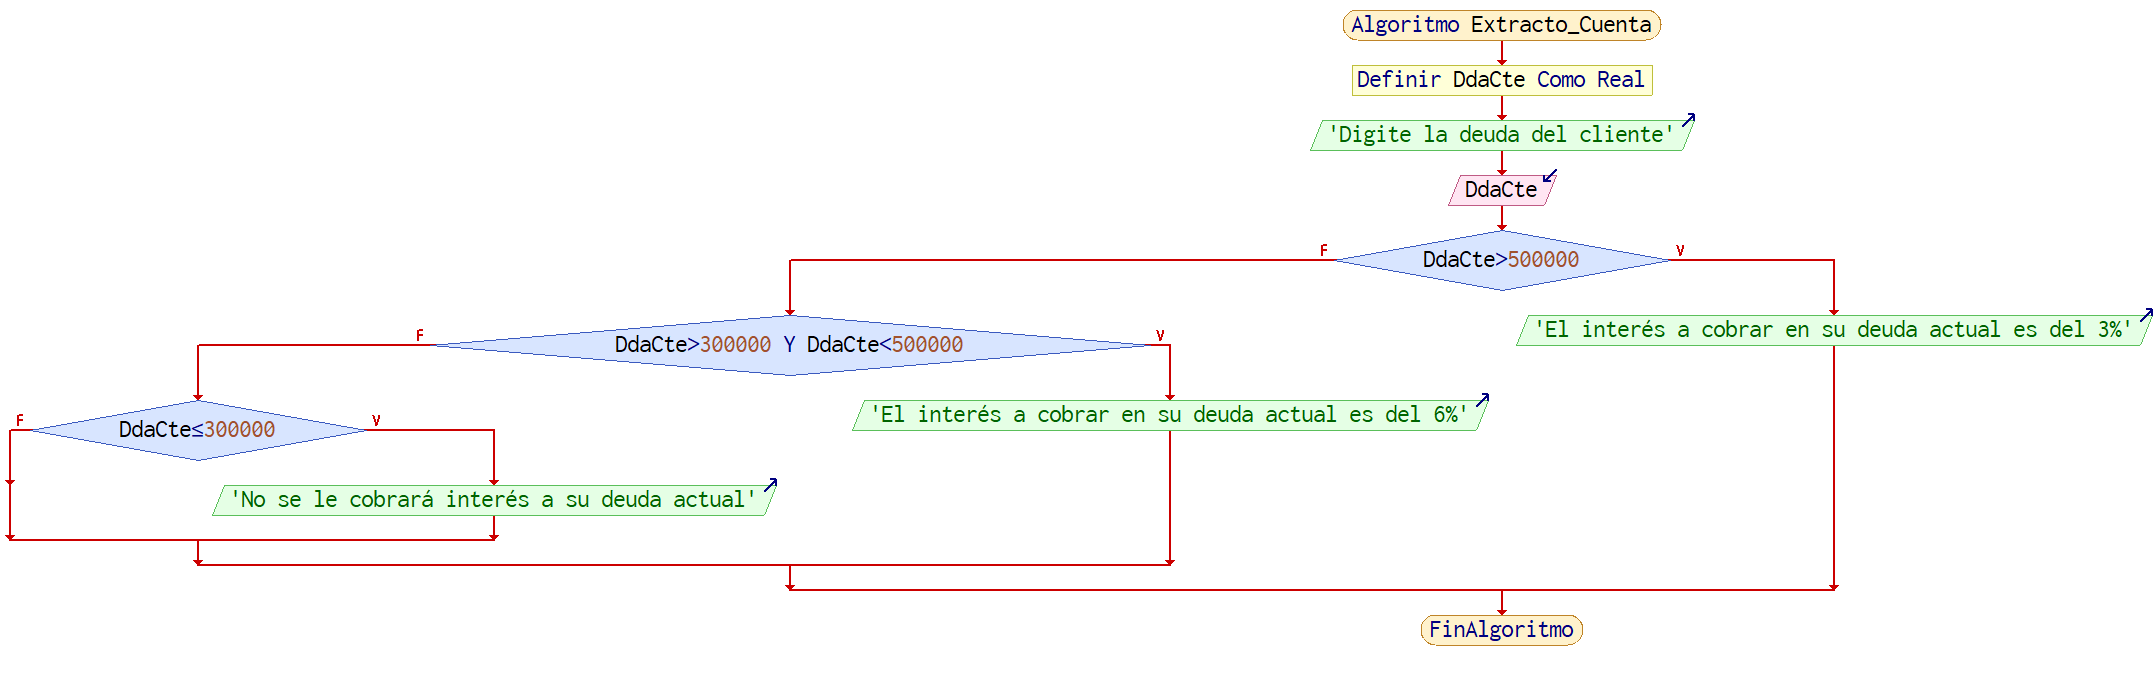 Algoritmo Extracto_Cuenta
Definir DdaCte Como Real
'Digite la deuda del cliente'
DdaCte
F
DdaCte>500000
V
F
DdaCte>300000 Y DdaCte<500000
V
'El interés a cobrar en su deuda actual es del 3%'
F
DdaCte≤300000
V
'El interés a cobrar en su deuda actual es del 6%'
'No se le cobrará interés a su deuda actual'
FinAlgoritmo